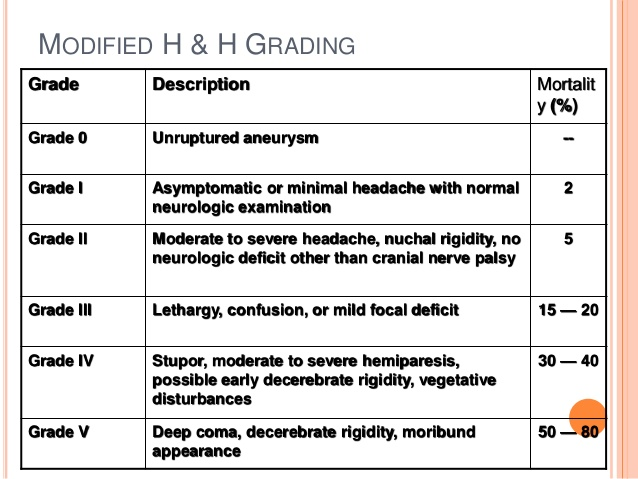 MODIFIED H & H GRADING
Grade Description Mortalit
y (%)
Grade 0 Unruptured aneurysm --
Grade I Asymptomatic or minimal headache with normal 2
neurologic examination
Grade II Moderate to severe headache, nuchal rigidity, no 5
neurologic deficit other than cranial nerve palsy
Grade III Lethargy, confusion, or mild focal deficit 15 — 20
Grade IV Stupor, moderate to severe hemiparesis, 30 — 40
possible early decerebrate rigidity, vegetative
disturbances
Grade V Deep coma, decerebrate rigidity, moribund 50 — 80
appearance